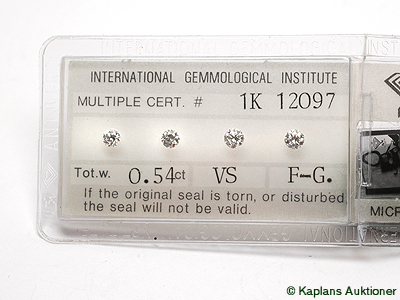 INTERNATIONAL GEMMOLOGICAL INSTITUTE
MULTIPLE CERT. # 1K 12097
Tot.w. 0.54ct VS F-G.
If the original seal is torn, or disturbed
the seal will not be valid.
MICR
© Kaplans Auktioner